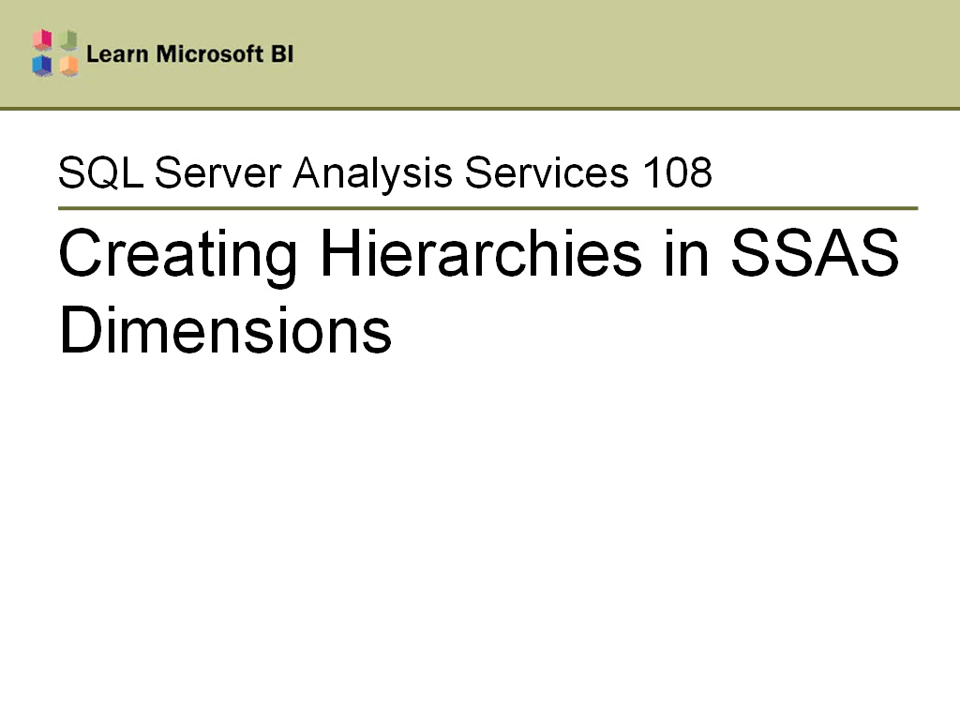 Learn Microsoft BI
SQL Server Analysis Services 108
Creating Hierarchies in SSAS
Dimensions